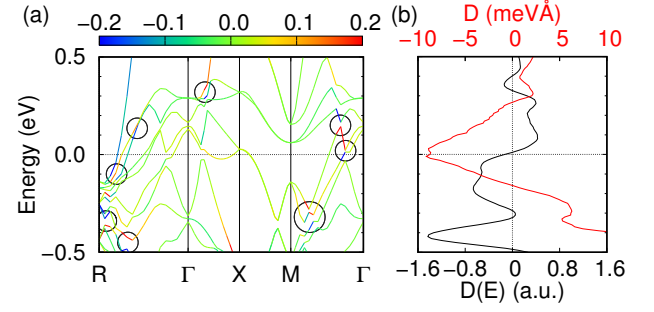 (a)
−0.2 −0.1 0.0 0.1 0.2
(b)
D (meVÅ)
−10 −5 0 5 10
0.5
0.0
−0.5
Energy (eV)
R Γ X M Γ
−1.6 −0.8 0 0.8 1.6
D(E) (a.u.)